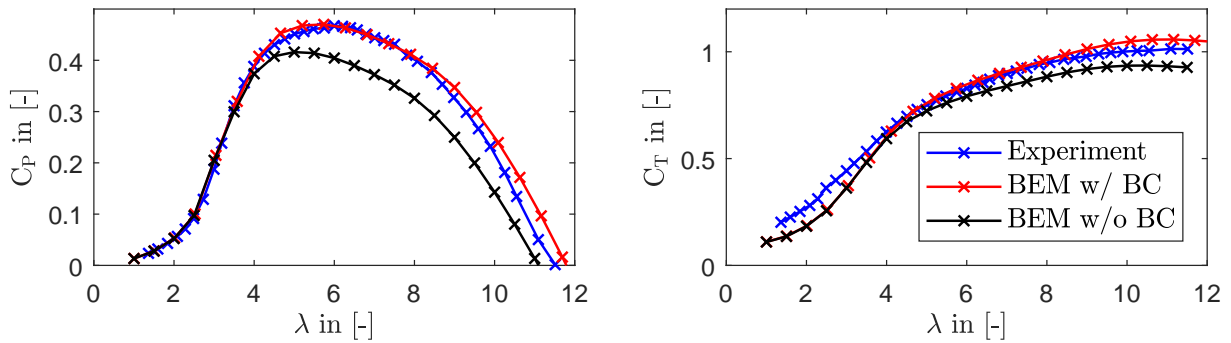 0.4
0.3
0.2
0.1
0
C_P in [-]
0 2 4 6 8 10 12
λ in [-]
1
0.5
0
C_T in [-]
Experiment
BEM w/ BC
BEM w/o BC
0 2 4 6 8 10 12
λ in [-]